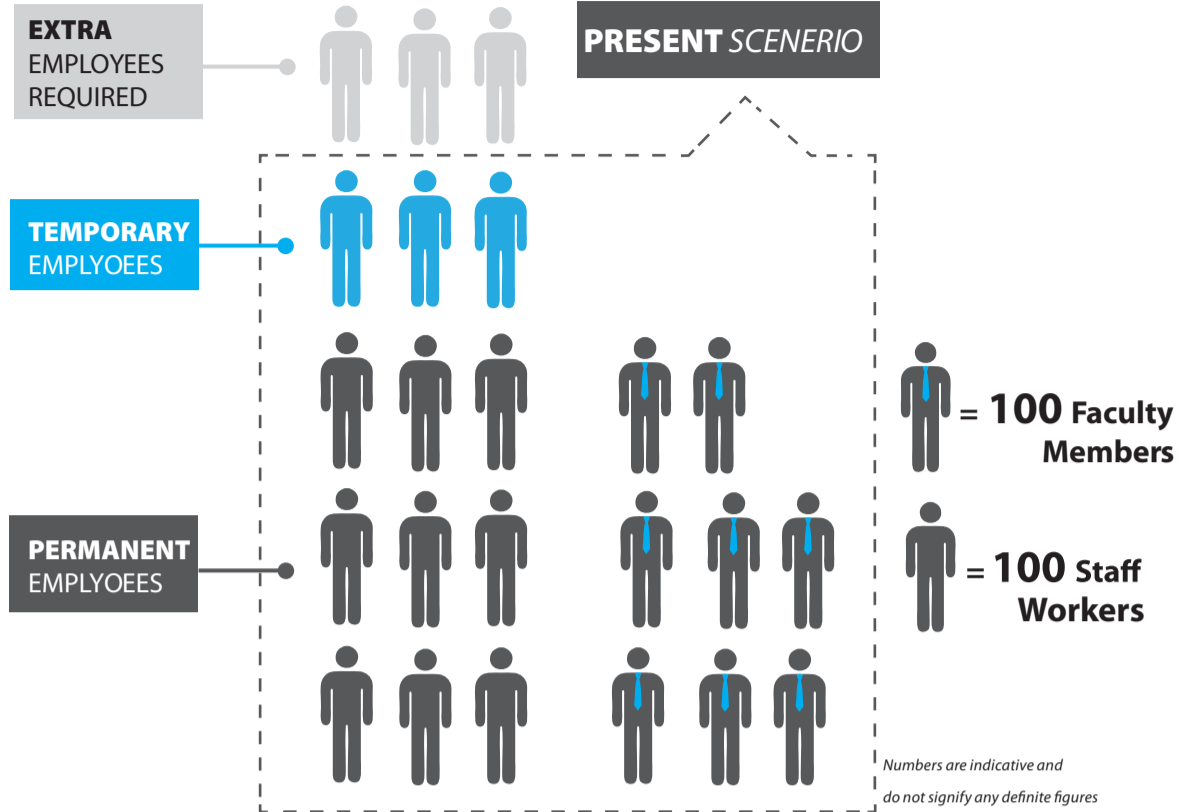 EXTRA
EMPLOYEES
REQUIRED
PRESENT SCENERIO
TEMPORARY
EMPLYOEES
= 100 Faculty
Members
PERMANENT
EMPLYOEES
= 100 Staff
Workers
Numbers are indicative and
do not signify any definite figures